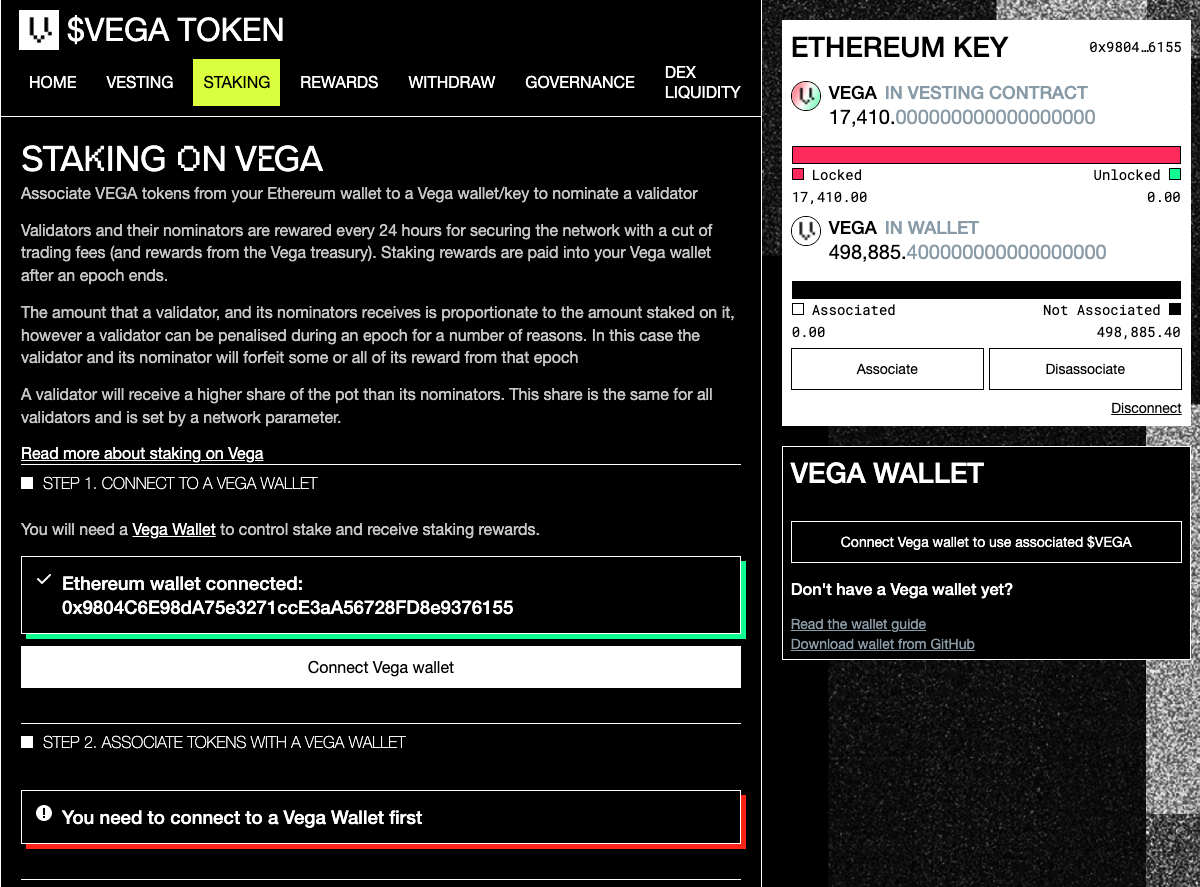 $VEGA TOKEN
HOME
VESTING
STAKING
REWARDS
WITHDRAW
GOVERNANCE
DEX
LIQUIDITY
STAKING ON VEGA
Associate VEGA tokens from your Ethereum wallet to a Vega wallet/key to nominate a validator
Validators and their nominators are rewared every 24 hours for securing the network with a cut of
trading fees (and rewards from the Vega treasury). Staking rewards are paid into your Vega wallet
after an epoch ends.
The amount that a validator, and its nominators receives is proportionate to the amount staked on it,
however a validator can be penalised during an epoch for a number of reasons. In this case the
validator and its nominator will forfeit some or all of its reward from that epoch
A validator will receive a higher share of the pot than its nominators. This share is the same for all
validators and is set by a network parameter.
Read more about staking on Vega
STEP 1. CONNECT TO A VEGA WALLET
You will need a Vega Wallet to control stake and receive staking rewards.
Ethereum wallet connected:
0x9804C6E98dA75e3271ccE3aA56728FD8e9376155
Connect Vega wallet
STEP 2. ASSOCIATE TOKENS WITH A VEGA WALLET
You need to connect to a Vega Wallet first
ETHEREUM KEY
0x9804…6155
VEGA IN VESTING CONTRACT
17,410.000000000000000000
Locked
Unlocked
17,410.00
0.00
VEGA IN WALLET
498,885.400000000000000000
Associated
Not Associated
0.00
498,885.40
Associate
Disassociate
Disconnect
VEGA WALLET
Connect Vega wallet to use associated $VEGA
Don't have a Vega wallet yet?
Read the wallet guide
Download wallet from GitHub